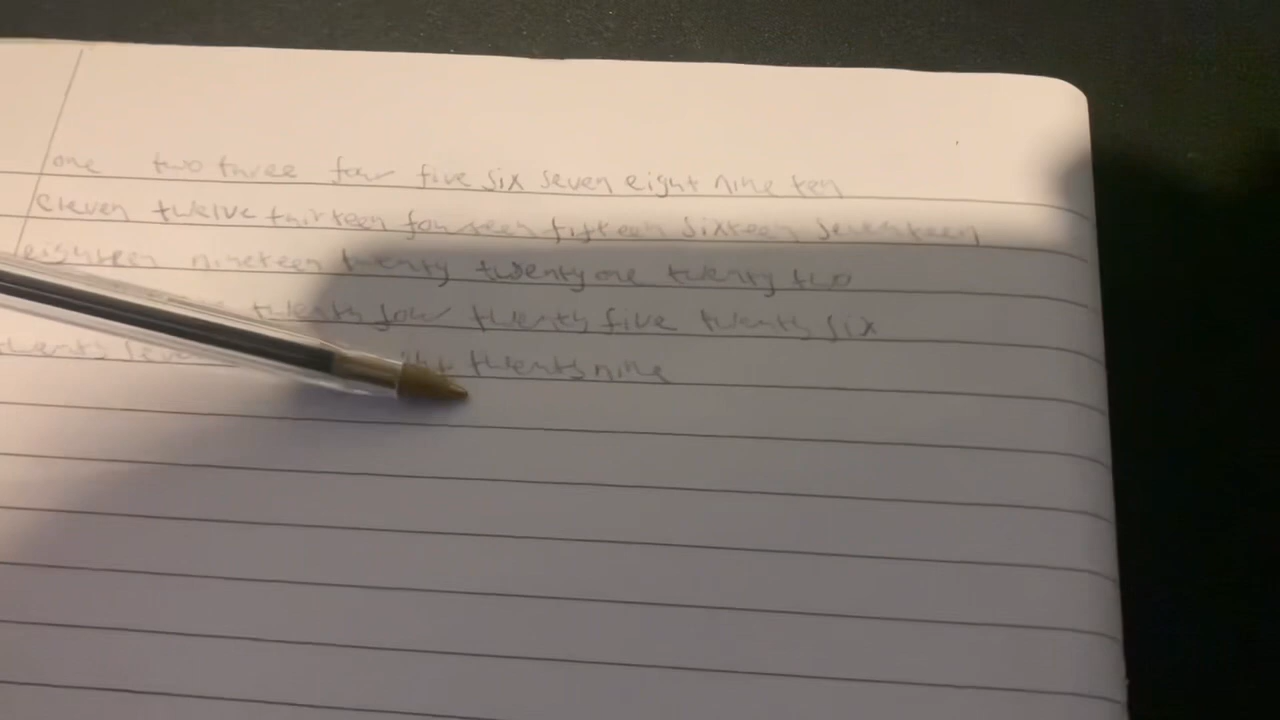 one two three four five six seven eight nine ten
eleven twelve thirteen fourteen fifteen sixteen seventeen
eighteen nineteen twenty twenty one twenty two
twenty four twenty five twenty six
twenty nine